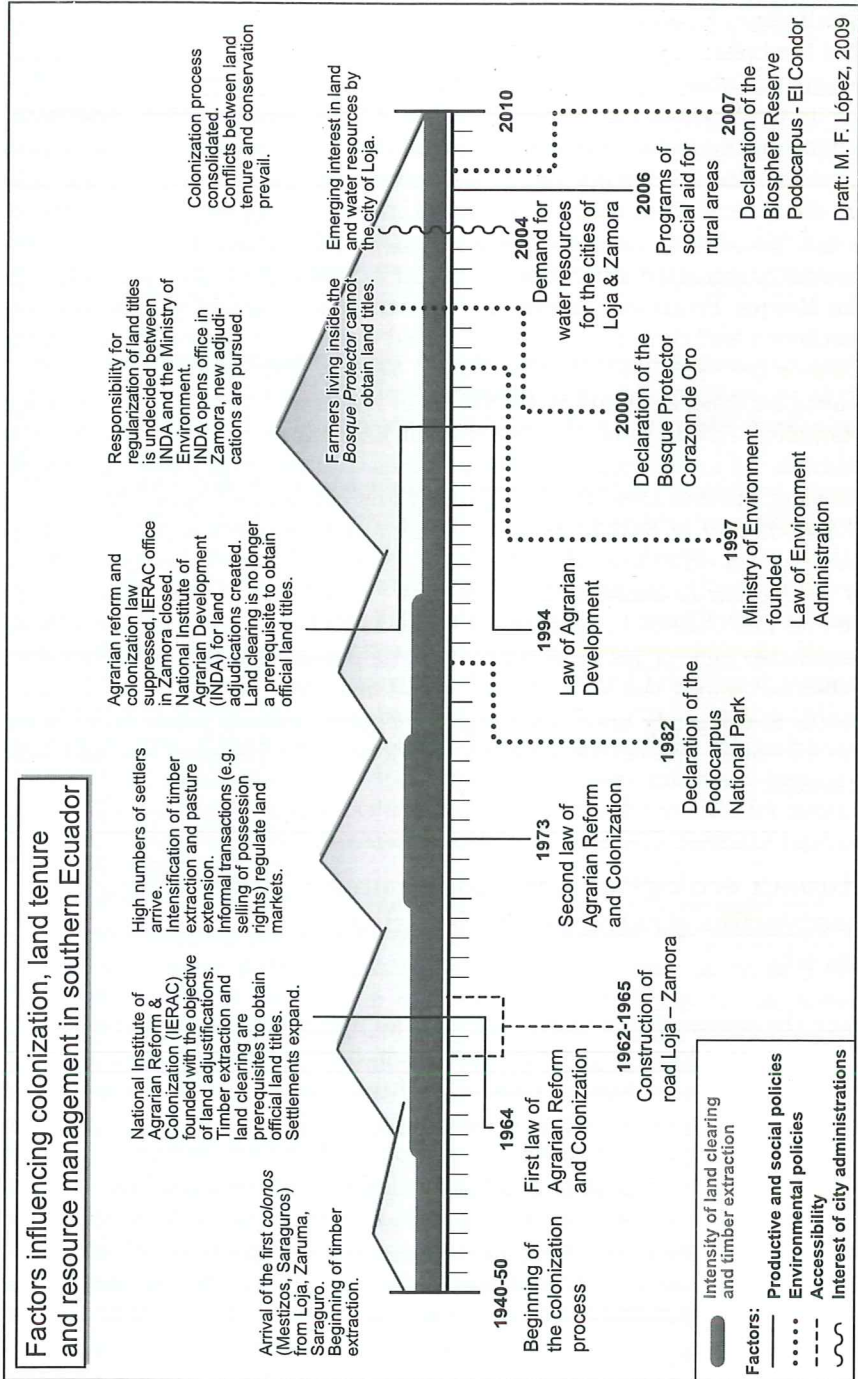 Factors influencing colonization, land tenure
and resource management in southern Ecuador
Arrival of the first colonos
(Mestizos, Saraguros)
from Loja, Zaruma,
Saraguro.
Beginning of timber
extraction.
National Institute of
Agrarian Reform &
Colonization (IERAC)
founded with the objective
of land adjustifications.
Timber extraction and
land clearing are
prerequisites to obtain
official land titles.
Settlements expand.
High numbers of settlers
arrive.
Intensification of timber
extraction and pasture
extension.
Informal transactions (e.g.
selling of possession
rights) regulate land
markets.
Agrarian reform and
colonization law
suppressed, IERAC office
in Zamora closed.
National Institute of
Agrarian Development
(INDA) for land
adjudications created.
Land clearing is no longer
a prerequisite to obtain
official land titles.
Responsibility for
regularization of land titles
is undecided between
INDA and the Ministry of
Environment.
INDA opens office in
Zamora, new adjudi-
cations are pursued.
Colonization process
consolidated.
Conflicts between land
tenure and conservation
prevail.
Farmers living inside the
Bosque Protector cannot
obtain land titles.
Emerging interest in land
and water resources by
the city of Loja.
1940-50
Beginning of
the colonization
process
1964
First law of
Agrarian Reform
and Colonization
1962-1965
Construction of
road Loja – Zamora
1973
Second law of
Agrarian Reform
and Colonization
1982
Declaration of the
Podocarpus
National Park
1994
Law of Agrarian
Development
1997
Ministry of Environment
founded
Law of Environment
Administration
2000
Declaration of the
Bosque Protector
Corazon de Oro
2004
Demand for
water resources
for the cities of
Loja & Zamora
2006
Programs of
social aid for
rural areas
2007
Declaration of the
Biosphere Reserve
Podocarpus - El Condor
2010
Intensity of land clearing
and timber extraction
Factors:
Productive and social policies
Environmental policies
Accessibility
Interest of city administrations
Draft: M. F. López, 2009